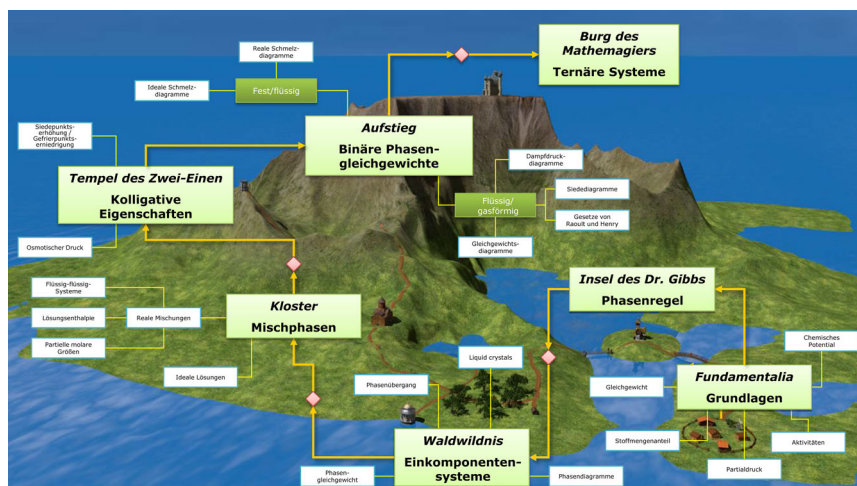 Burg des
Mathemagiers
Ternäre Systeme
Reale Schmelz-
diagramme
Ideale Schmelz-
diagramme
Fest/flüssig
Siedepunkts-
erhöhung /
Gefrierpunkts-
erniedrigung
Aufstieg
Binäre Phasen-
gleichgewichte
Dampfdruck-
diagramme
Tempel des Zwei-Einen
Kolligative
Eigenschaften
Flüssig/
gasförmig
Siedediagramme
Gesetze von
Raoult und Henry
Osmotischer Druck
Gleichgewichts-
diagramme
Flüssig-flüssig-
Systeme
Lösungsenthalpie
Reale Mischungen
Partielle molare
Größen
Kloster
Mischphasen
Insel des Dr. Gibbs
Phasenregel
Ideale Lösungen
Liquid crystals
Phasenübergang
Chemisches
Potential
Gleichgewicht
Fundamentalia
Grundlagen
Stoffmengenanteil
Aktivitäten
Partialdruck
Waldwildnis
Einkomponenten-
systeme
Phasen-
gleichgewicht
Phasendiagramme